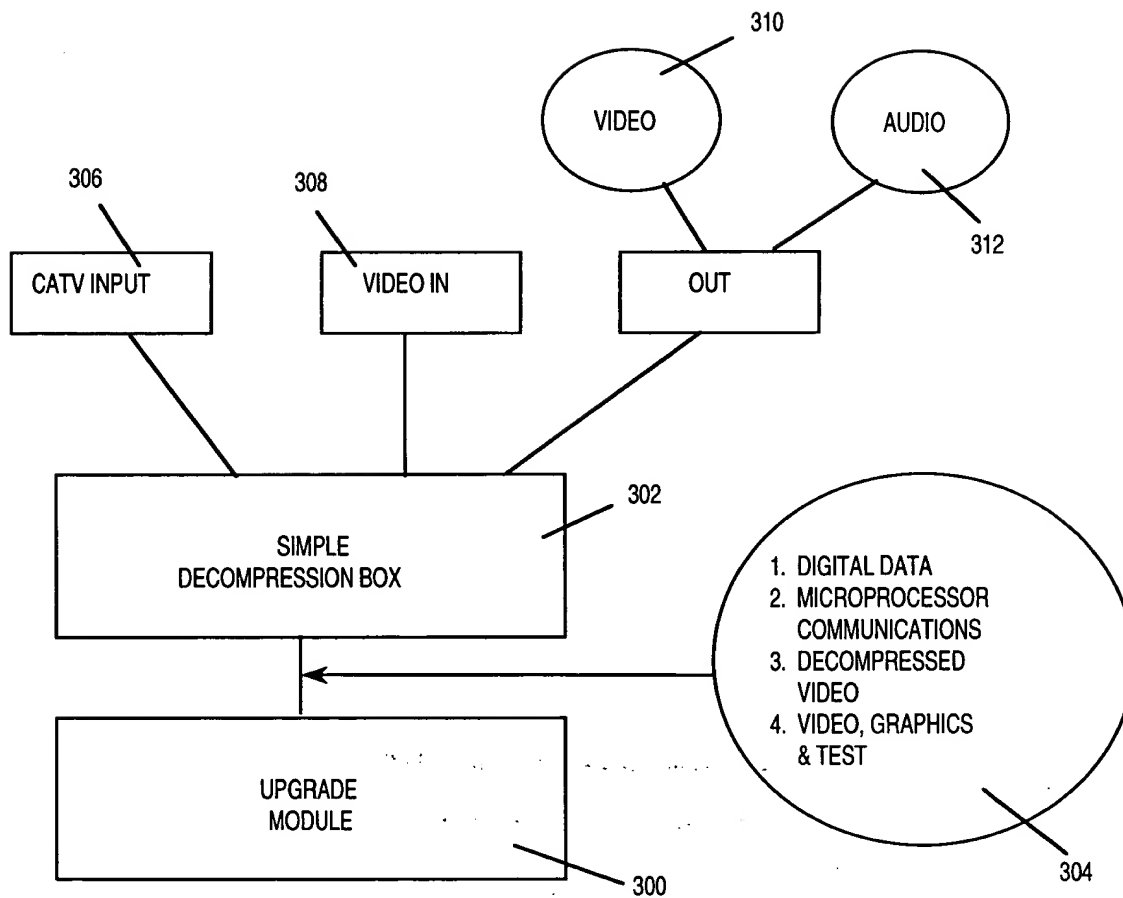 310
VIDEO
AUDIO
306
308
312
CATV INPUT
VIDEO IN
OUT
302
SIMPLE
DECOMPRESSION BOX
1. DIGITAL DATA
2. MICROPROCESSOR
COMMUNICATIONS
3. DECOMPRESSED
VIDEO
4. VIDEO, GRAPHICS
& TEST
UPGRADE
MODULE
304
300